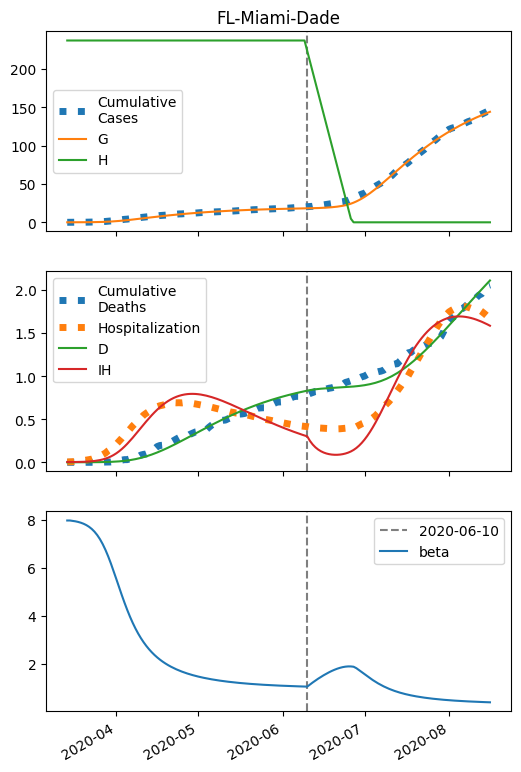 FL-Miami-Dade
200
150
100
50
0
Cumulative
Cases
G
H
2.0
1.5
1.0
0.5
0.0
Cumulative
Deaths
Hospitalization
D
IH
8
6
4
2
2020-06-10
beta
2020-04
2020-05
2020-06
2020-07
2020-08